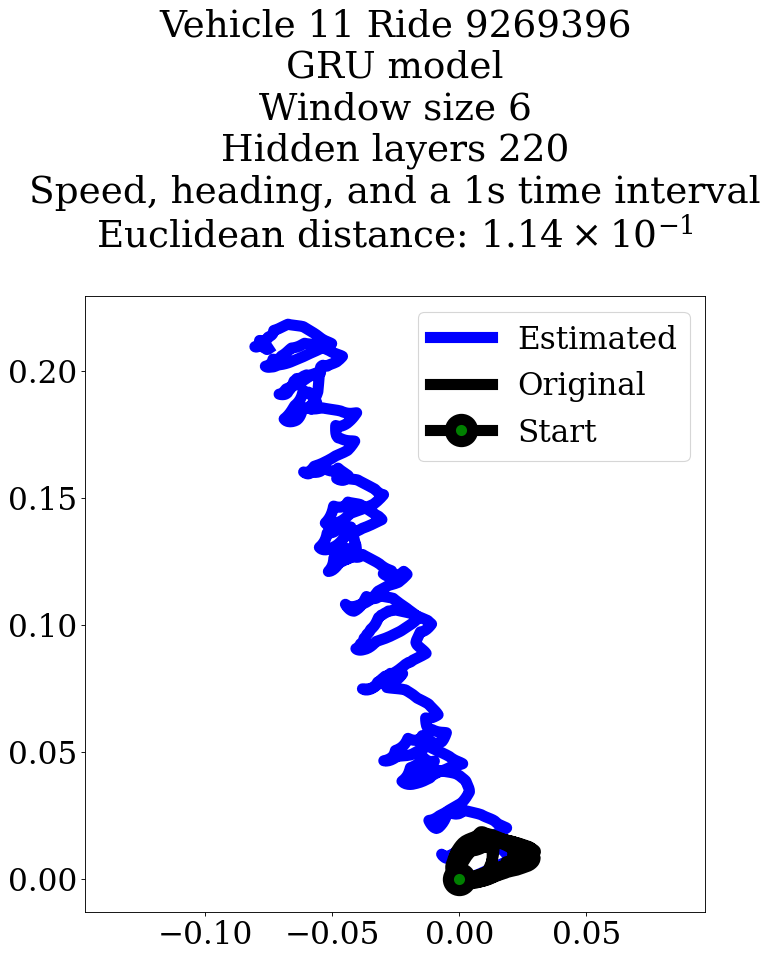 Vehicle 11 Ride 9269396
GRU model
Window size 6
Hidden layers 220
Speed, heading, and a 1s time interval
Euclidean distance: 1.14 × 10⁻¹
Estimated
Original
Start
0.20
0.15
0.10
0.05
0.00
−0.10 −0.05 0.00 0.05